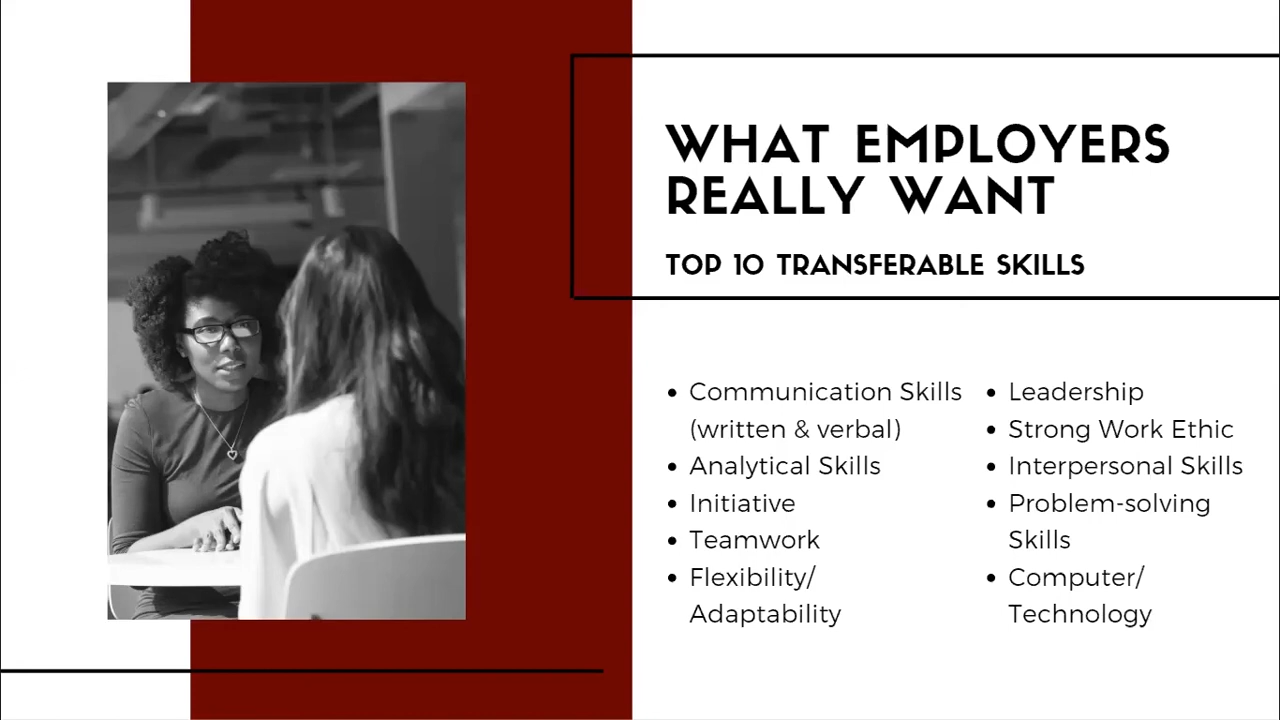 WHAT EMPLOYERS
REALLY WANT
TOP 10 TRANSFERABLE SKILLS
• Communication Skills
(written & verbal)
• Analytical Skills
• Initiative
• Teamwork
• Flexibility/
Adaptability
• Leadership
• Strong Work Ethic
• Interpersonal Skills
• Problem-solving
Skills
• Computer/
Technology